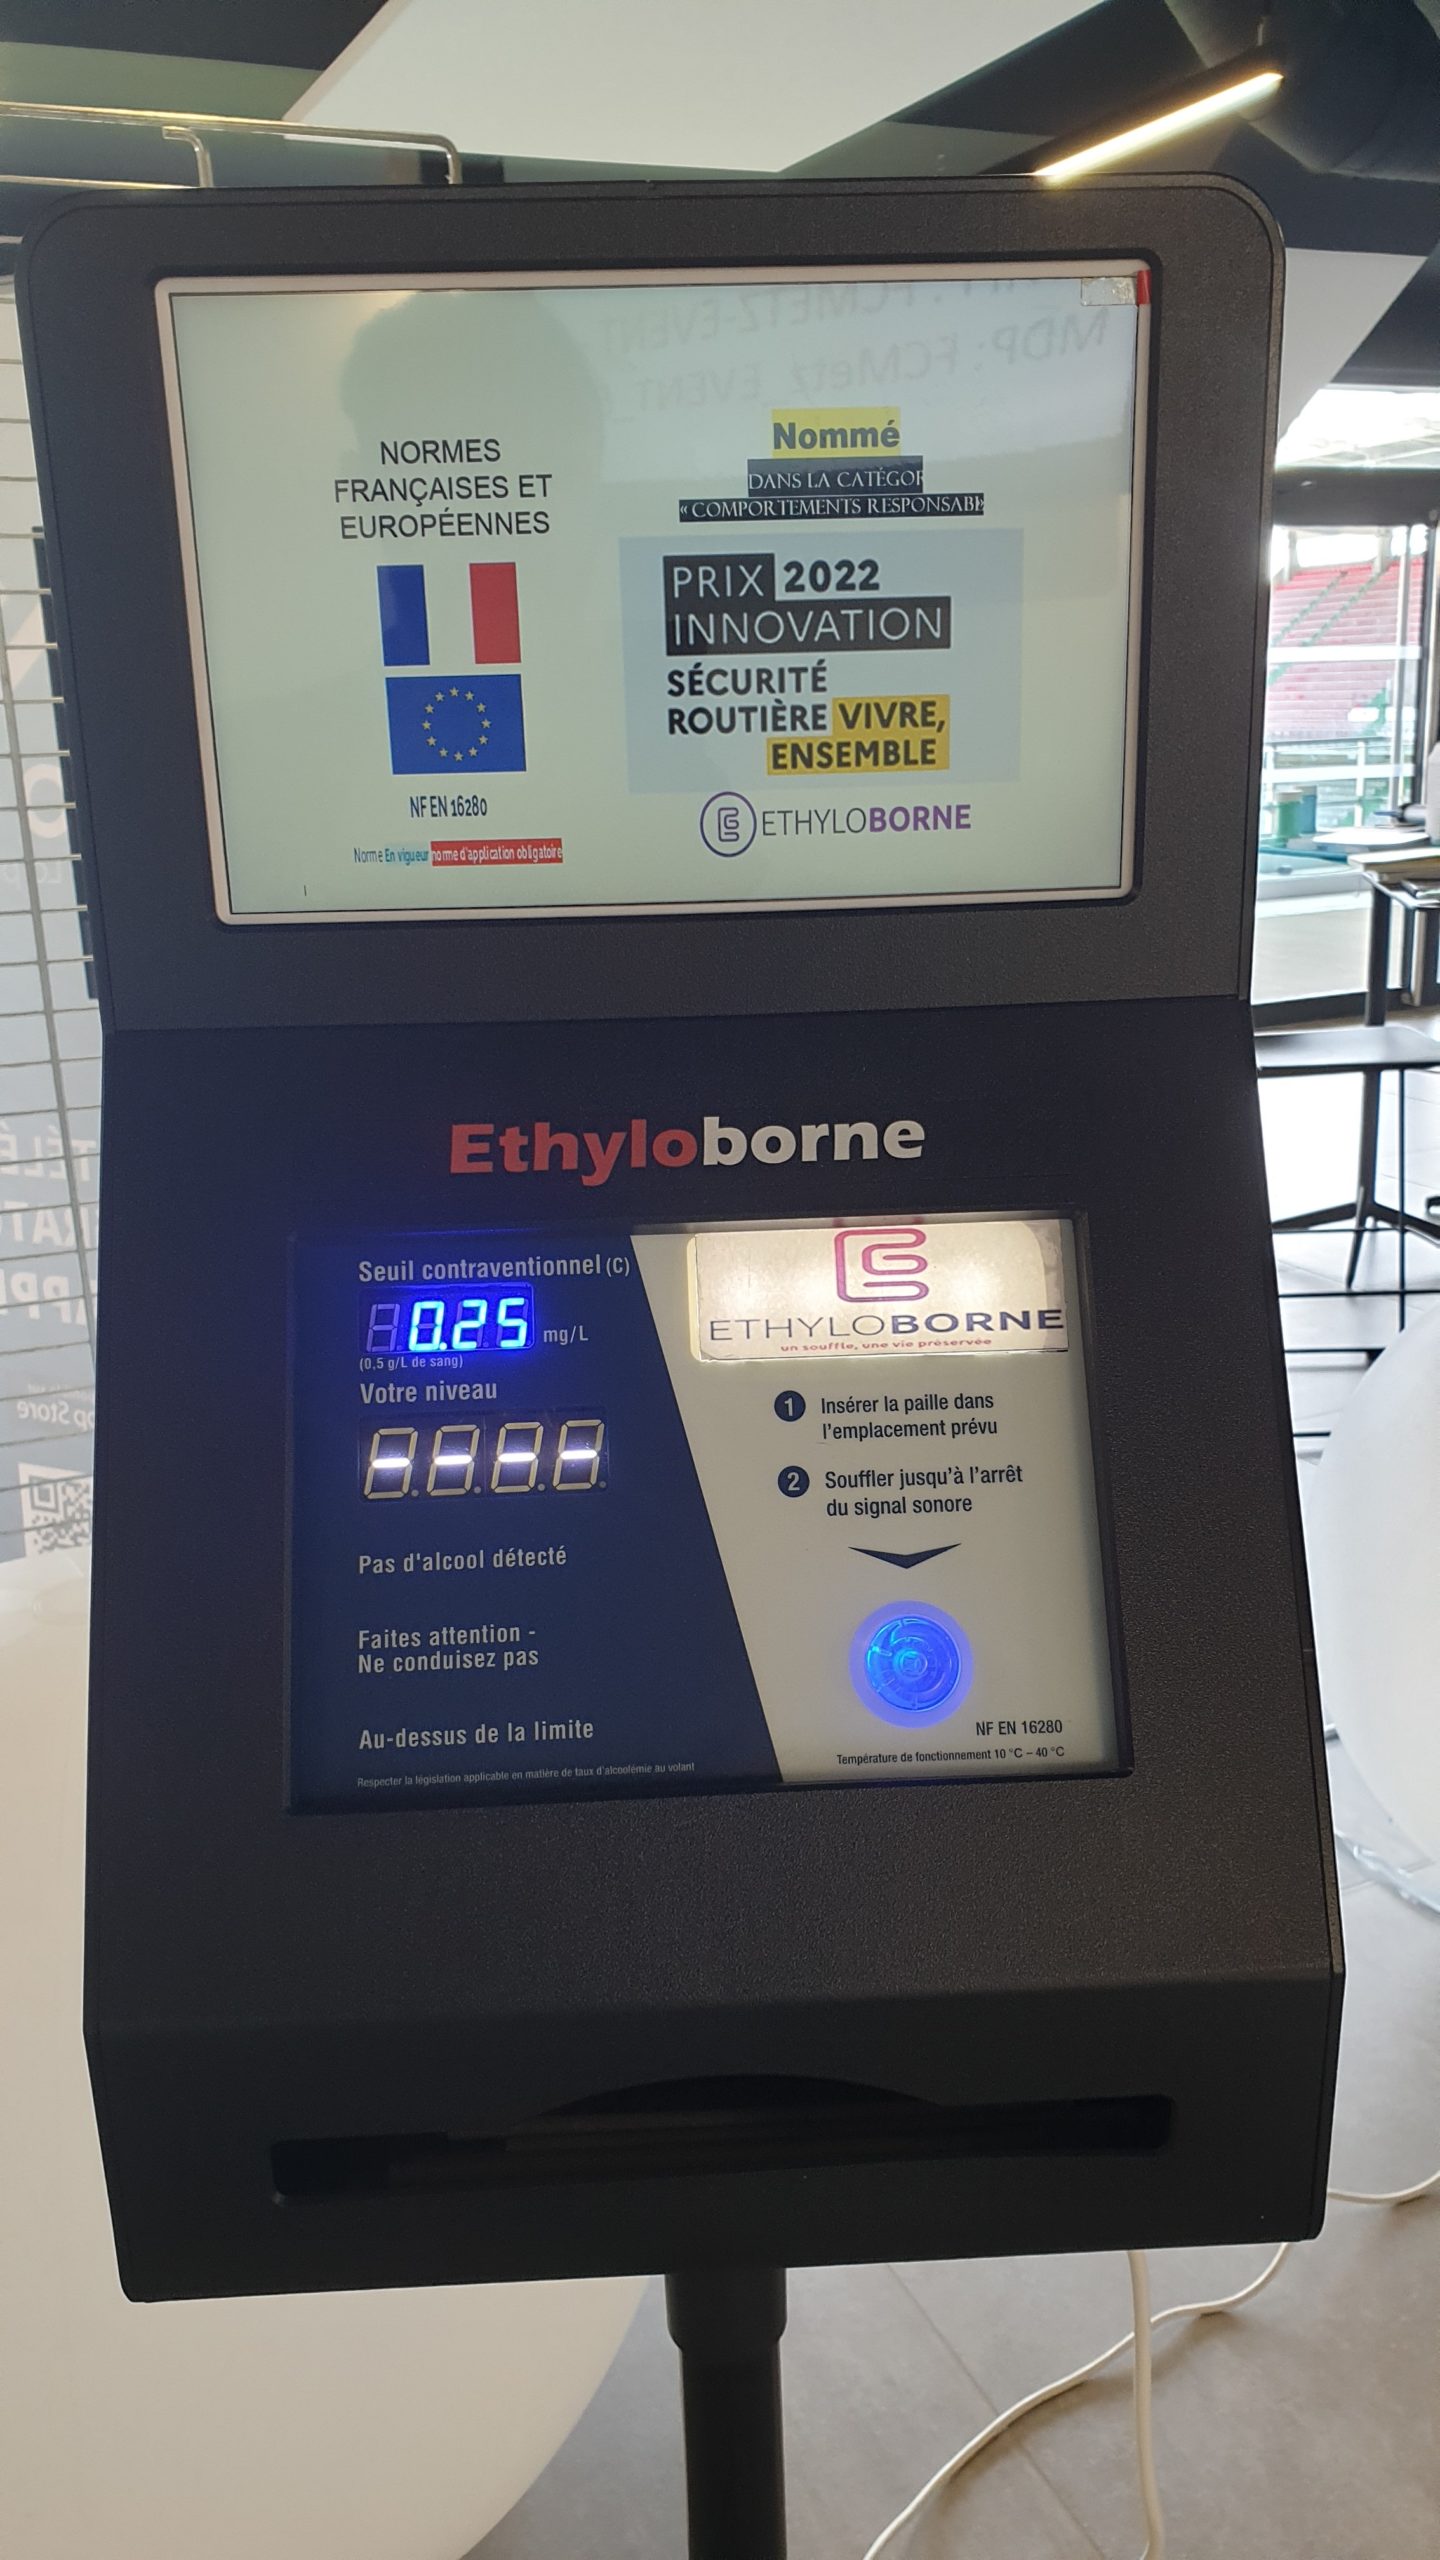 MDP: FCMetz_EVENT
NORMES
FRANÇAISES ET
EUROPÉENNES
NF EN 16280
Norme En vigueur norme d'application obligatoire
Nommé
DANS LA CATÉGOR
« COMPORTEMENTS RESPONSABL
PRIX 2022
INNOVATION
SÉCURITÉ
ROUTIÈRE VIVRE,
ENSEMBLE
ETHYLOBORNE
Ethyloborne
Seuil contraventionnel (C)
0.25 mg/L
(0,5 g/L de sang)
Votre niveau
----
Pas d'alcool détecté
Faites attention -
Ne conduisez pas
Au-dessus de la limite
Respecter la législation applicable en matière de taux d'alcoolémie au volant
ETHYLOBORNE
un souffle, une vie préservée
1 Insérer la paille dans
l'emplacement prévu
2 Souffler jusqu'à l'arrêt
du signal sonore
NF EN 16280
Température de fonctionnement 10 °C – 40 °C